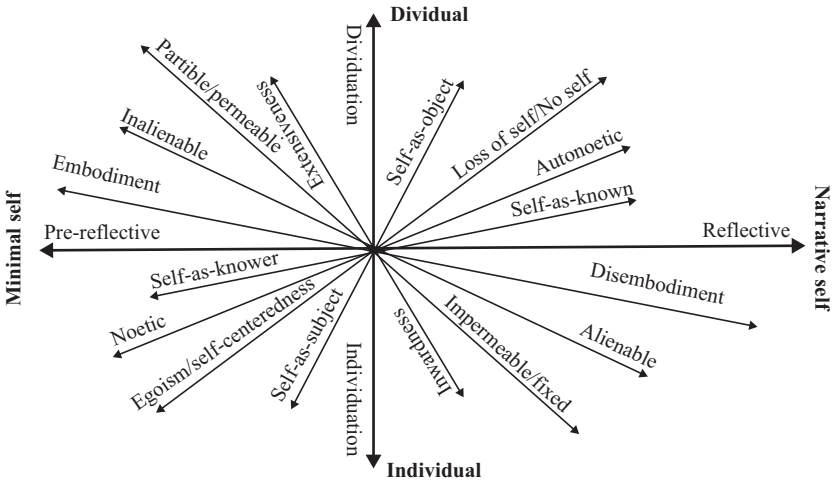 Dividual
Dividuation
Partible/permeable
Extensiveness
Self-as-object
Loss of self/No self
Inalienable
Autonoetic
Embodiment
Self-as-known
Minimal self
Pre-reflective
Reflective
Narrative self
Self-as-knower
Disembodiment
Noetic
Egoism/self-centeredness
Self-as-subject
Individuation
Inwardness
Impermeable/fixed
Alienable
Individual